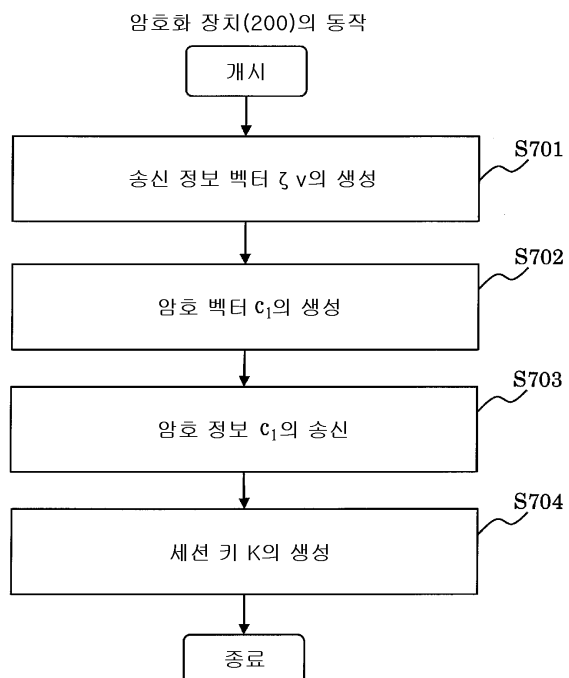 암호화 장치(200)의 동작
개시
S701
송신 정보 벡터 ζ v의 생성
S702
암호 벡터 c₁의 생성
S703
암호 정보 c₁의 송신
S704
세션 키 K의 생성
종료